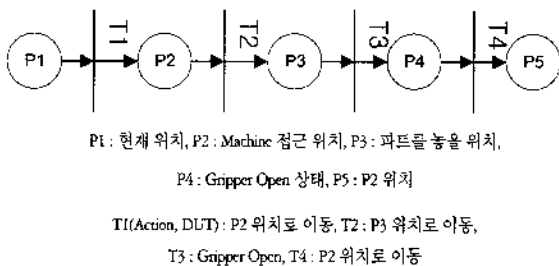 P1 T1 P2 T2 P3 T3 P4 T4 P5
P1 : 현재 위치, P2 : Machine 접근 위치, P3 : 파트를 놓을 위치,
P4 : Gripper Open 상태, P5 : P2 위치
T1(Action, DUT) : P2 위치로 이동, T2 : P3 위치로 이동,
T3 : Gripper Open, T4 : P2 위치로 이동